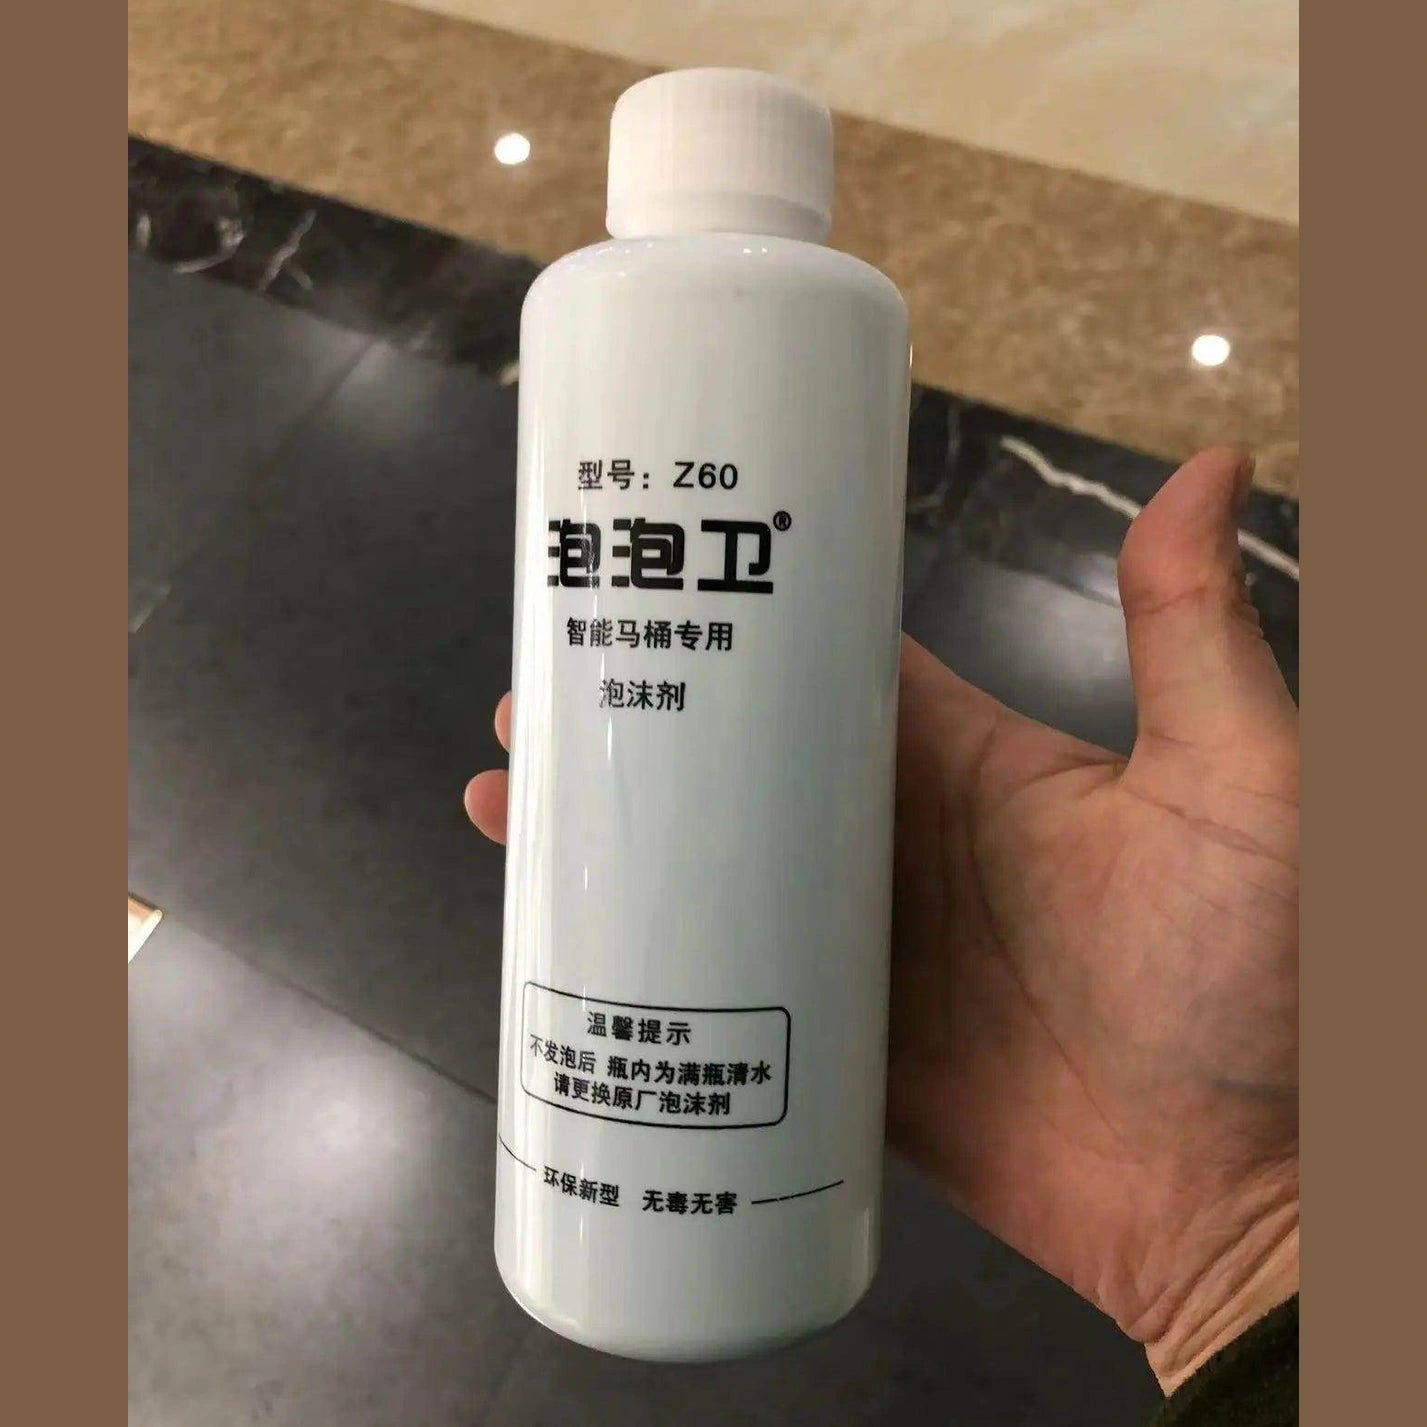 型号：Z60
泡泡卫®
智能马桶专用
泡沫剂
温馨提示
不发泡后 瓶内为满瓶清水
请更换原厂泡沫剂
环保新型 无毒无害